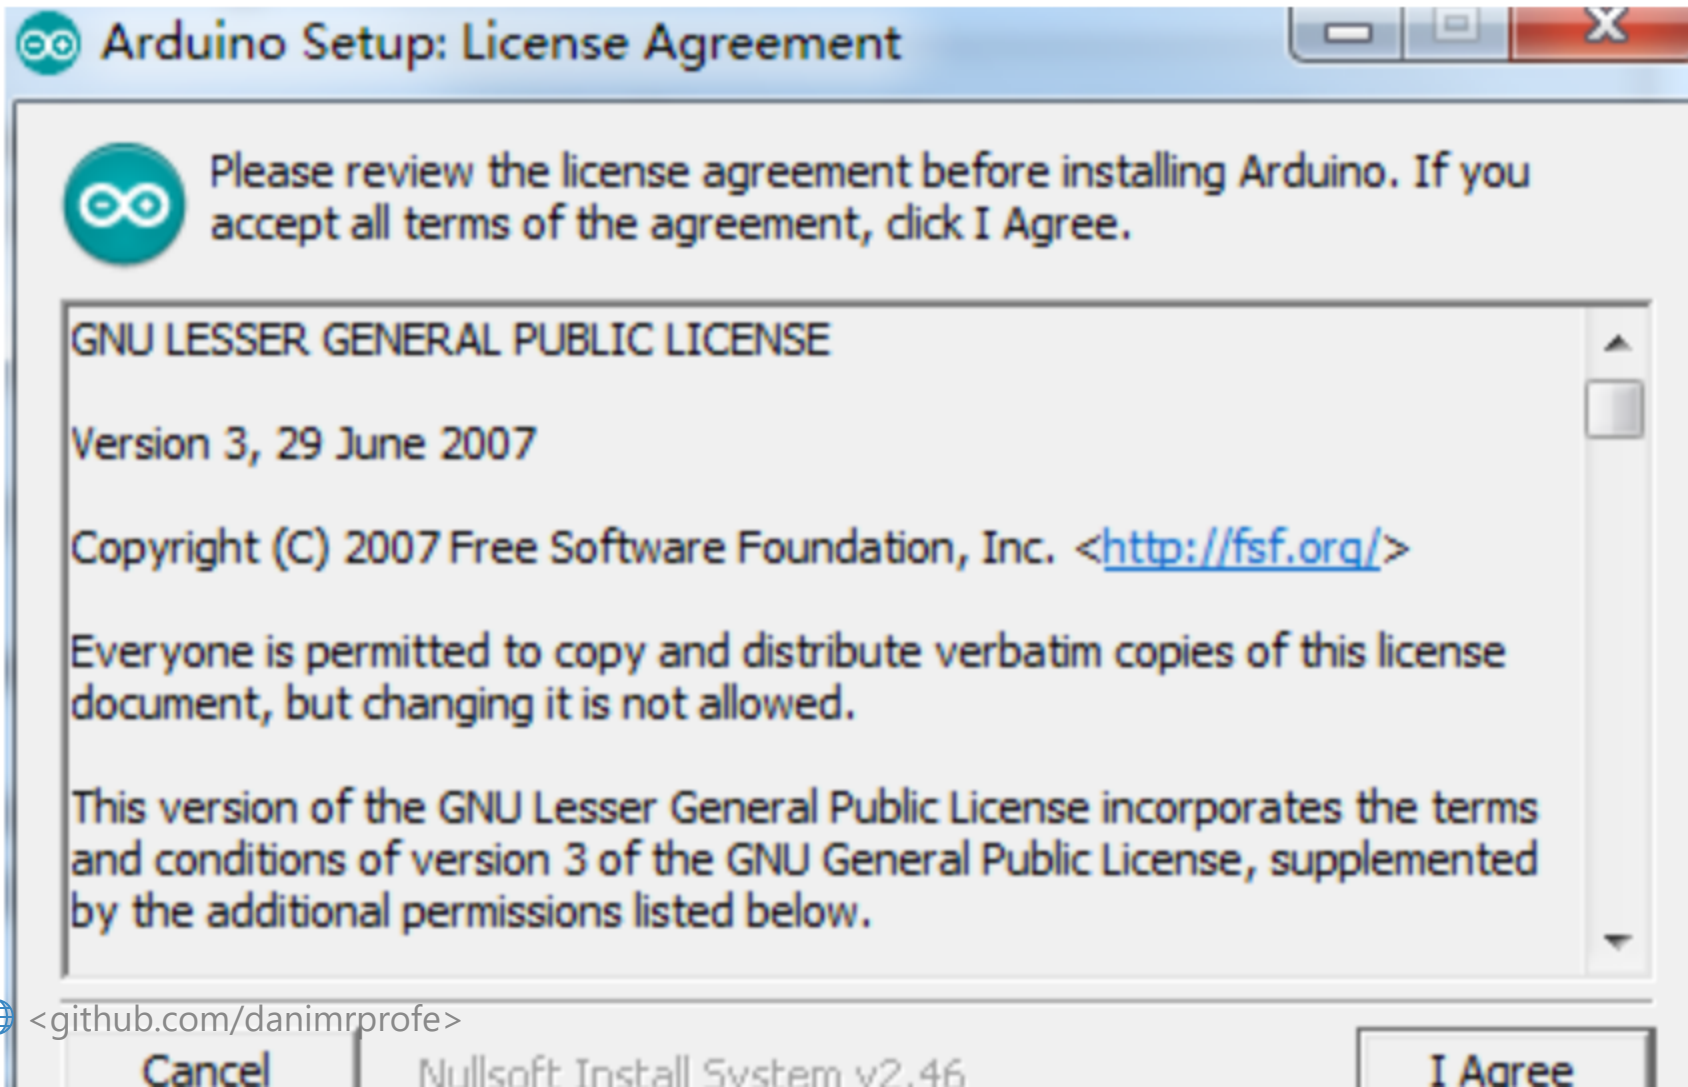 Arduino Setup: License Agreement
Please review the license agreement before installing Arduino. If you
accept all terms of the agreement, click I Agree.
GNU LESSER GENERAL PUBLIC LICENSE
Version 3, 29 June 2007
Copyright (C) 2007 Free Software Foundation, Inc. <http://fsf.org/>
Everyone is permitted to copy and distribute verbatim copies of this license
document, but changing it is not allowed.
This version of the GNU Lesser General Public License incorporates the terms
and conditions of version 3 of the GNU General Public License, supplemented
by the additional permissions listed below.
<github.com/danimrprofe>
Cancel Nullsoft Install System v2.46 I Agree